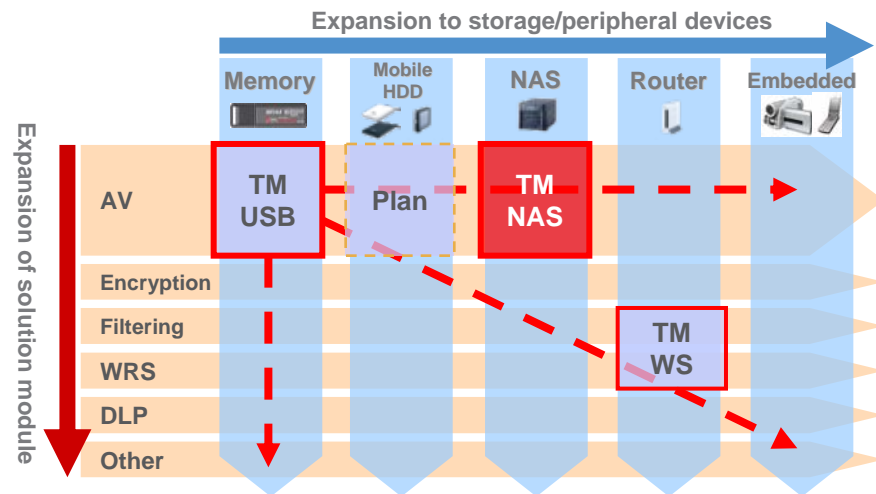 Expansion to storage/peripheral devices
Memory
Mobile
HDD
NAS
Router
Embedded
Expansion of solution module
AV
TM
USB
Plan
TM
NAS
Encryption
Filtering
TM
WS
WRS
DLP
Other